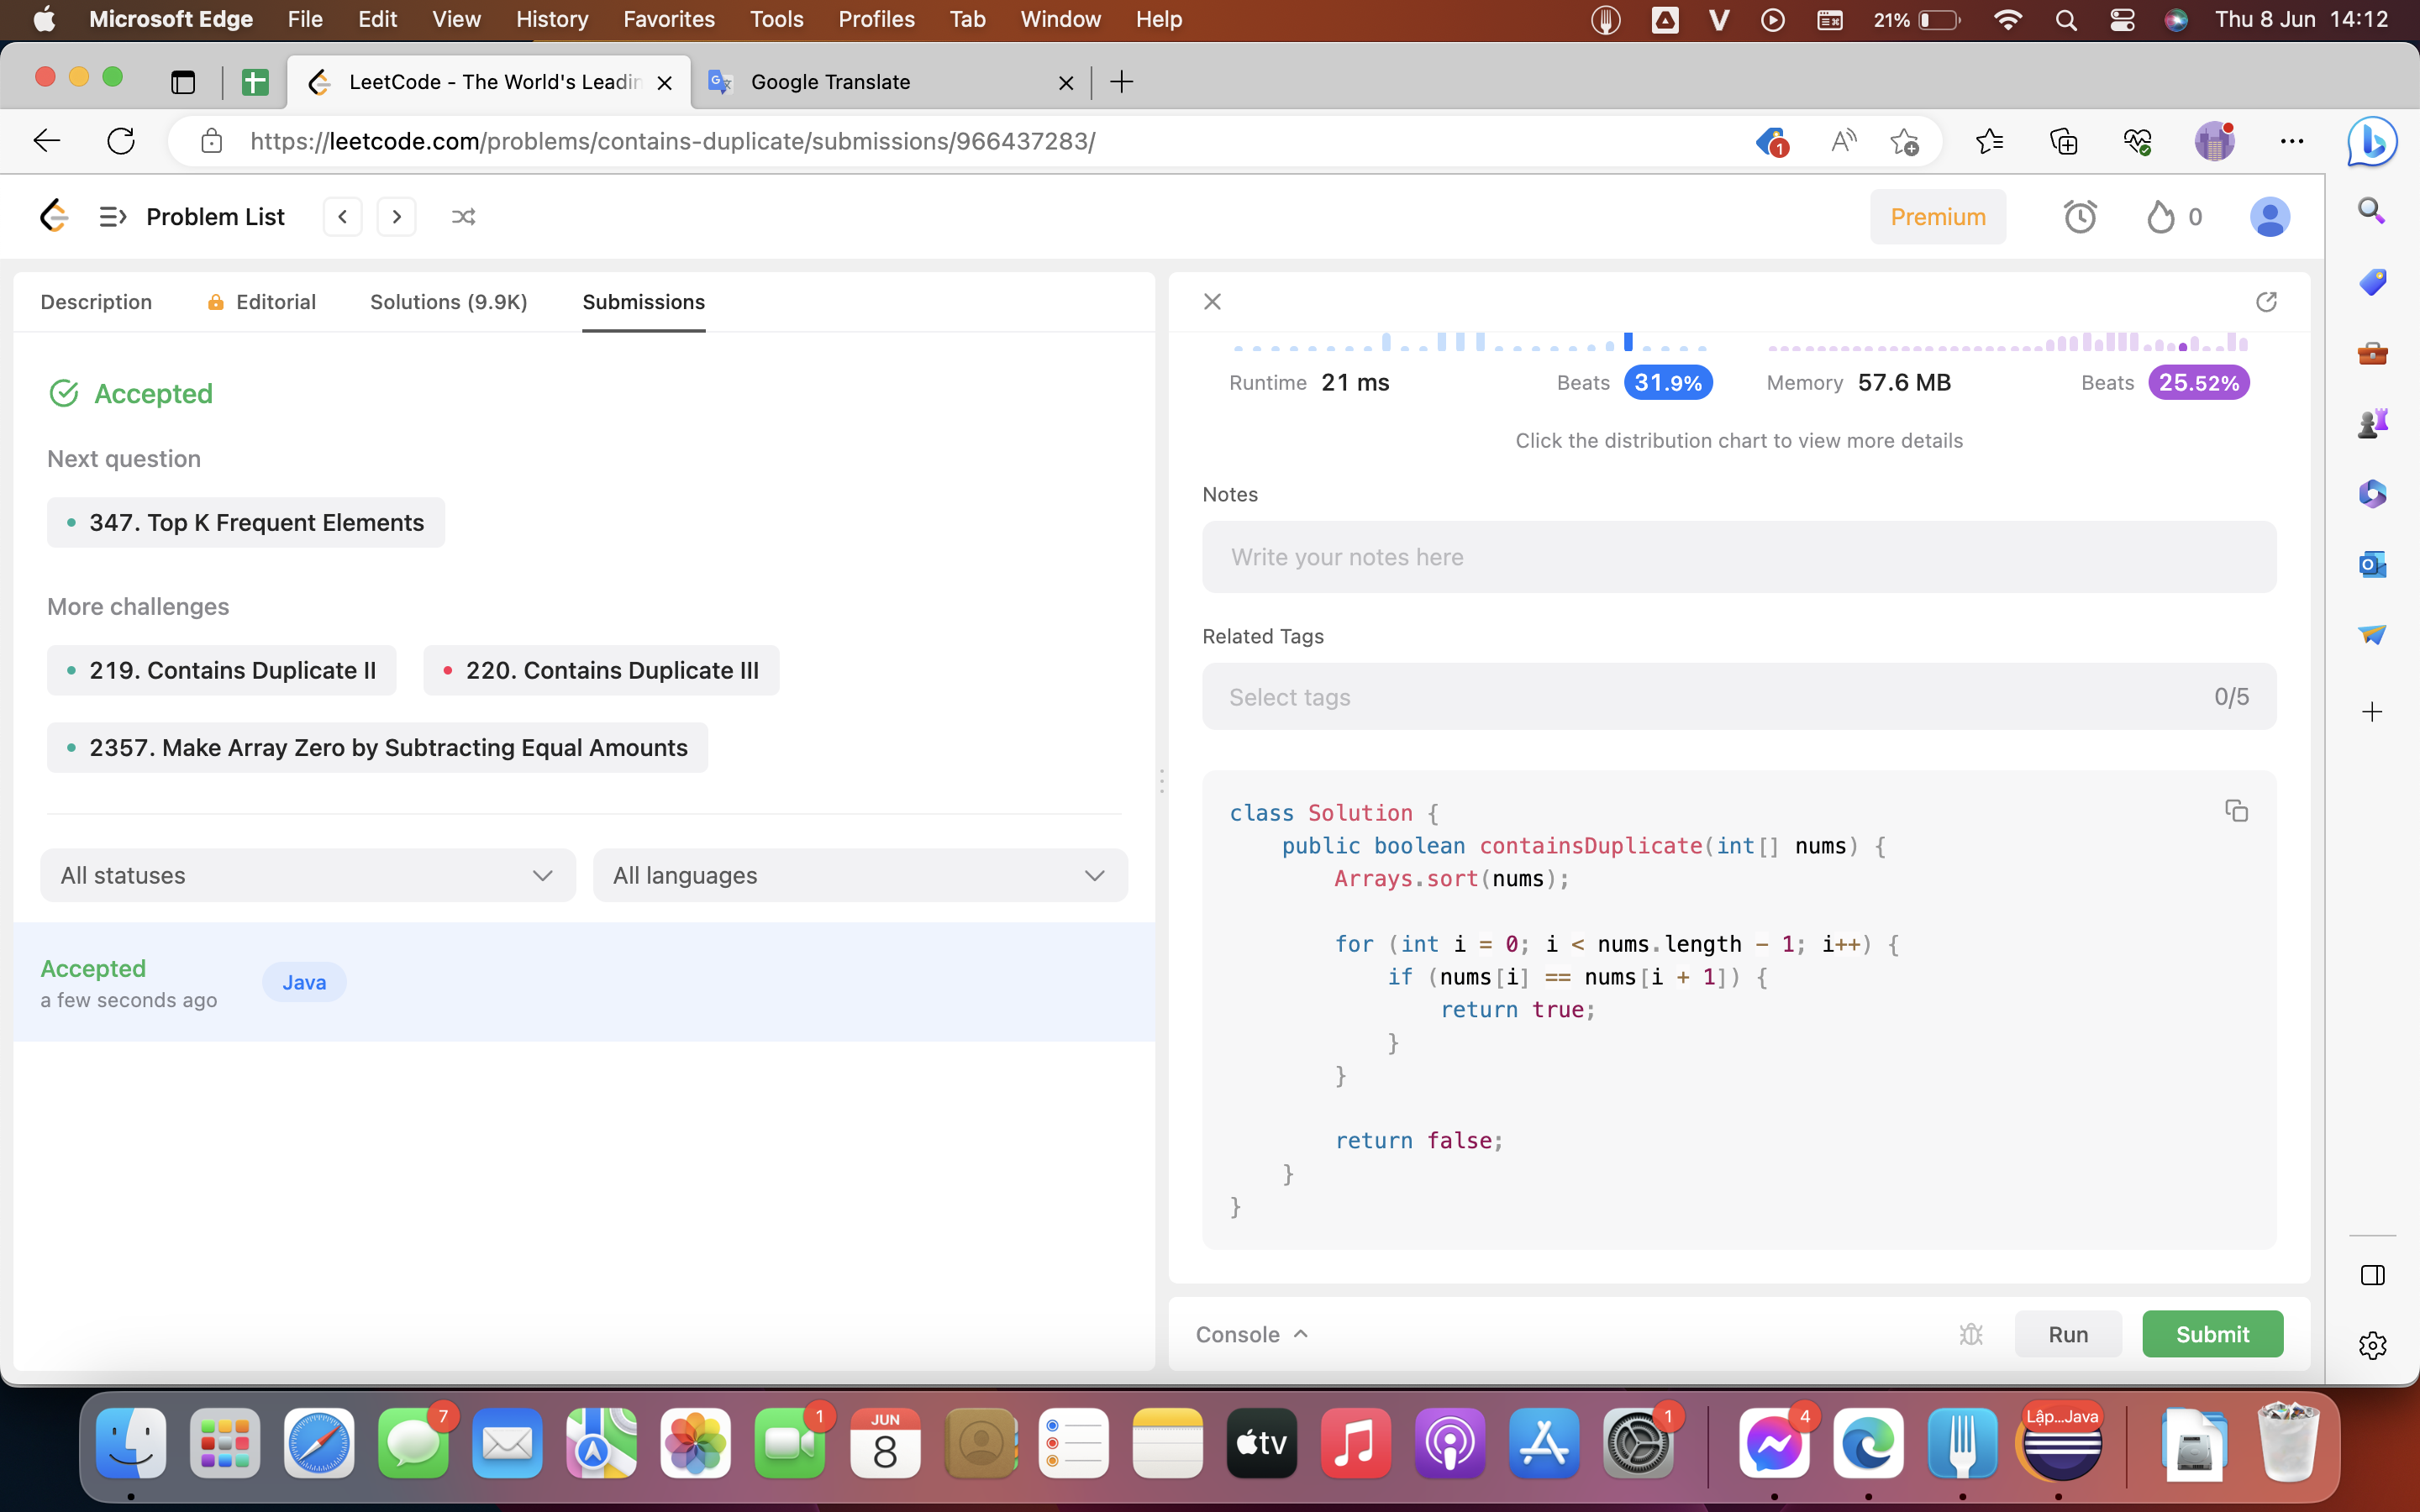 Microsoft Edge File Edit View History Favorites Tools Profiles Tab Window Help 21% Thu 8 Jun 14:12
LeetCode - The World's Leadin Google Translate
https://leetcode.com/problems/contains-duplicate/submissions/966437283/
1
Problem List
Premium
0
Description Editorial Solutions (9.9K) Submissions
Accepted
Next question
347. Top K Frequent Elements
More challenges
219. Contains Duplicate II 220. Contains Duplicate III
2357. Make Array Zero by Subtracting Equal Amounts
All statuses All languages
Accepted
a few seconds ago
Java
Runtime 21 ms Beats 31.9% Memory 57.6 MB Beats 25.52%
Click the distribution chart to view more details
Notes
Write your notes here
Related Tags
Select tags 0/5
class Solution {
    public boolean containsDuplicate(int[] nums) {
        Arrays.sort(nums);
        for (int i = 0; i < nums.length - 1; i++) {
            if (nums[i] == nums[i + 1]) {
                return true;
            }
        }
        return false;
    }
}
Console Run Submit
7 1 JUN 8 tv 1 4 Lập...Java